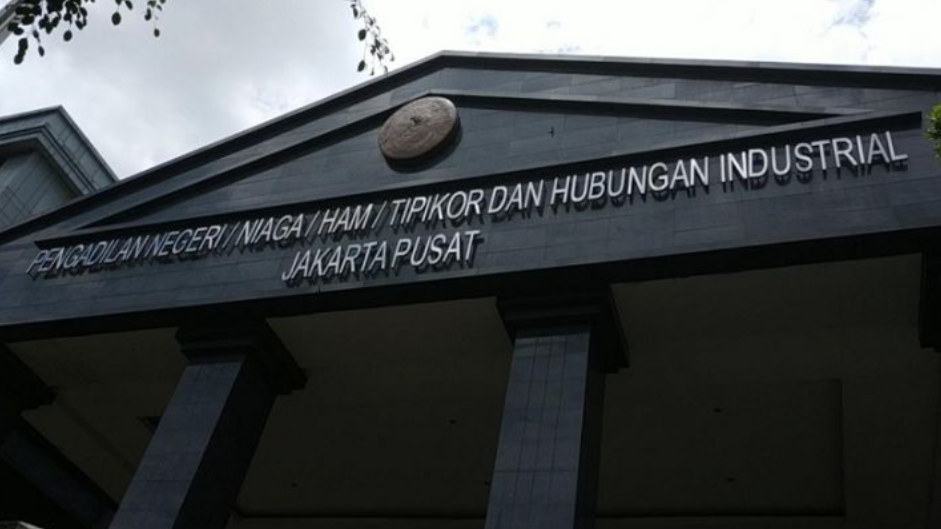 PENGADILAN NEGERI / NIAGA / HAM / TIPIKOR DAN HUBUNGAN INDUSTRIAL
JAKARTA PUSAT